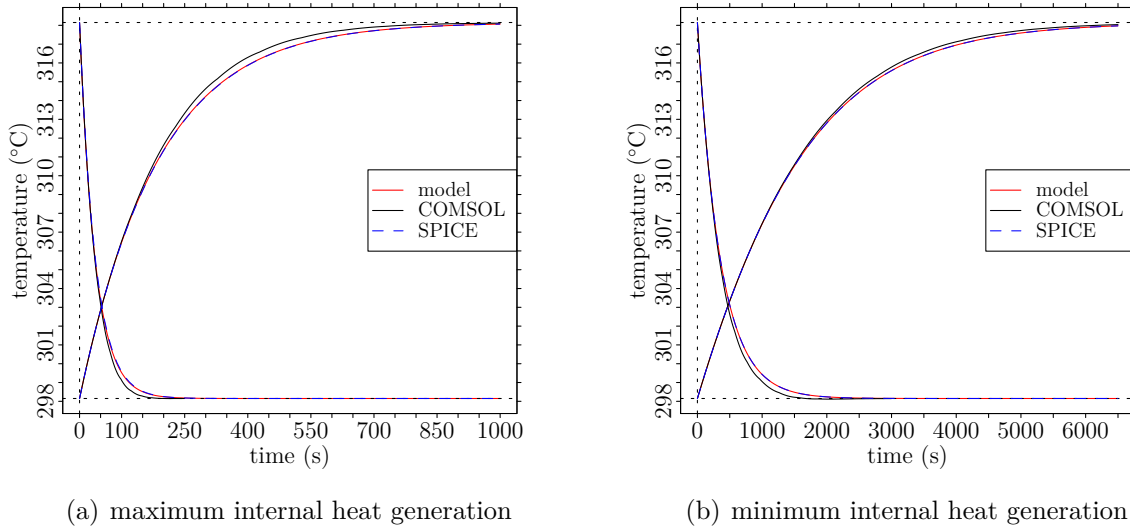 temperature (°C)
316
313
310
307
304
301
298
model
COMSOL
SPICE
0 100 250 400 550 700 850 1000
time (s)
(a) maximum internal heat generation
temperature (°C)
316
313
310
307
304
301
298
model
COMSOL
SPICE
0 1000 2000 3000 4000 5000 6000
time (s)
(b) minimum internal heat generation